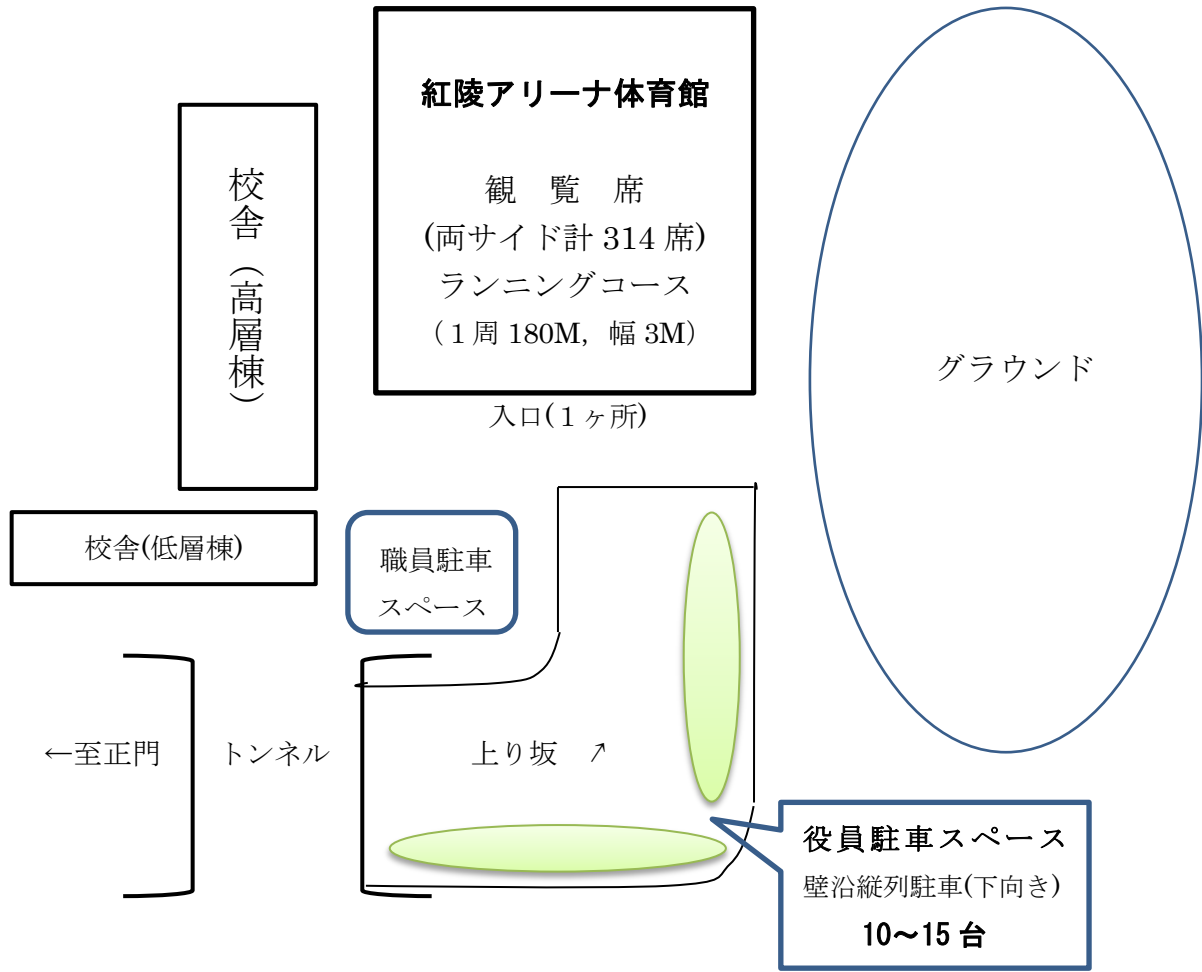 紅陵アリーナ体育館
観　覧　席
(両サイド計 314 席)
ランニングコース
（１周 180M，幅 3M）
入口(１ヶ所)
校舎（高層棟）
グラウンド
校舎(低層棟)
職員駐車
スペース
←至正門
トンネル
上り坂　↗
役員駐車スペース
壁沿縦列駐車(下向き)
10～15 台